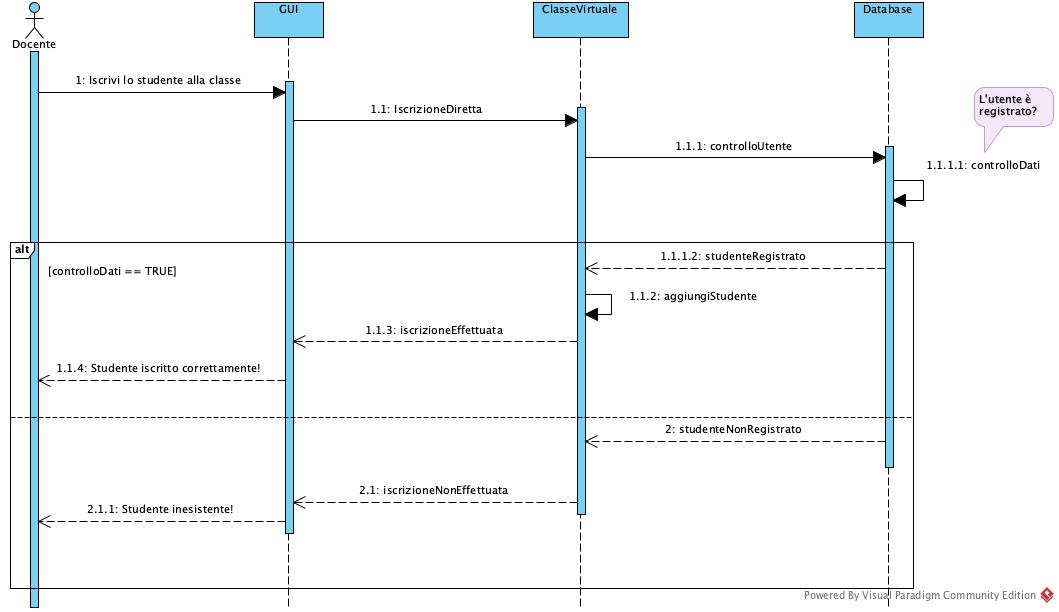 GUI
ClasseVirtuale
Database
Docente
1: Iscrivi lo studente alla classe
1.1: IscrizioneDiretta
L'utente è
registrato?
1.1.1: controlloUtente
1.1.1.1: controlloDati
alt
[controlloDati == TRUE]
1.1.1.2: studenteRegistrato
1.1.2: aggiungiStudente
1.1.3: iscrizioneEffettuata
1.1.4: Studente iscritto correttamente!
2: studenteNonRegistrato
2.1: iscrizioneNonEffettuata
2.1.1: Studente inesistente!
Powered By Visual Paradigm Community Edition